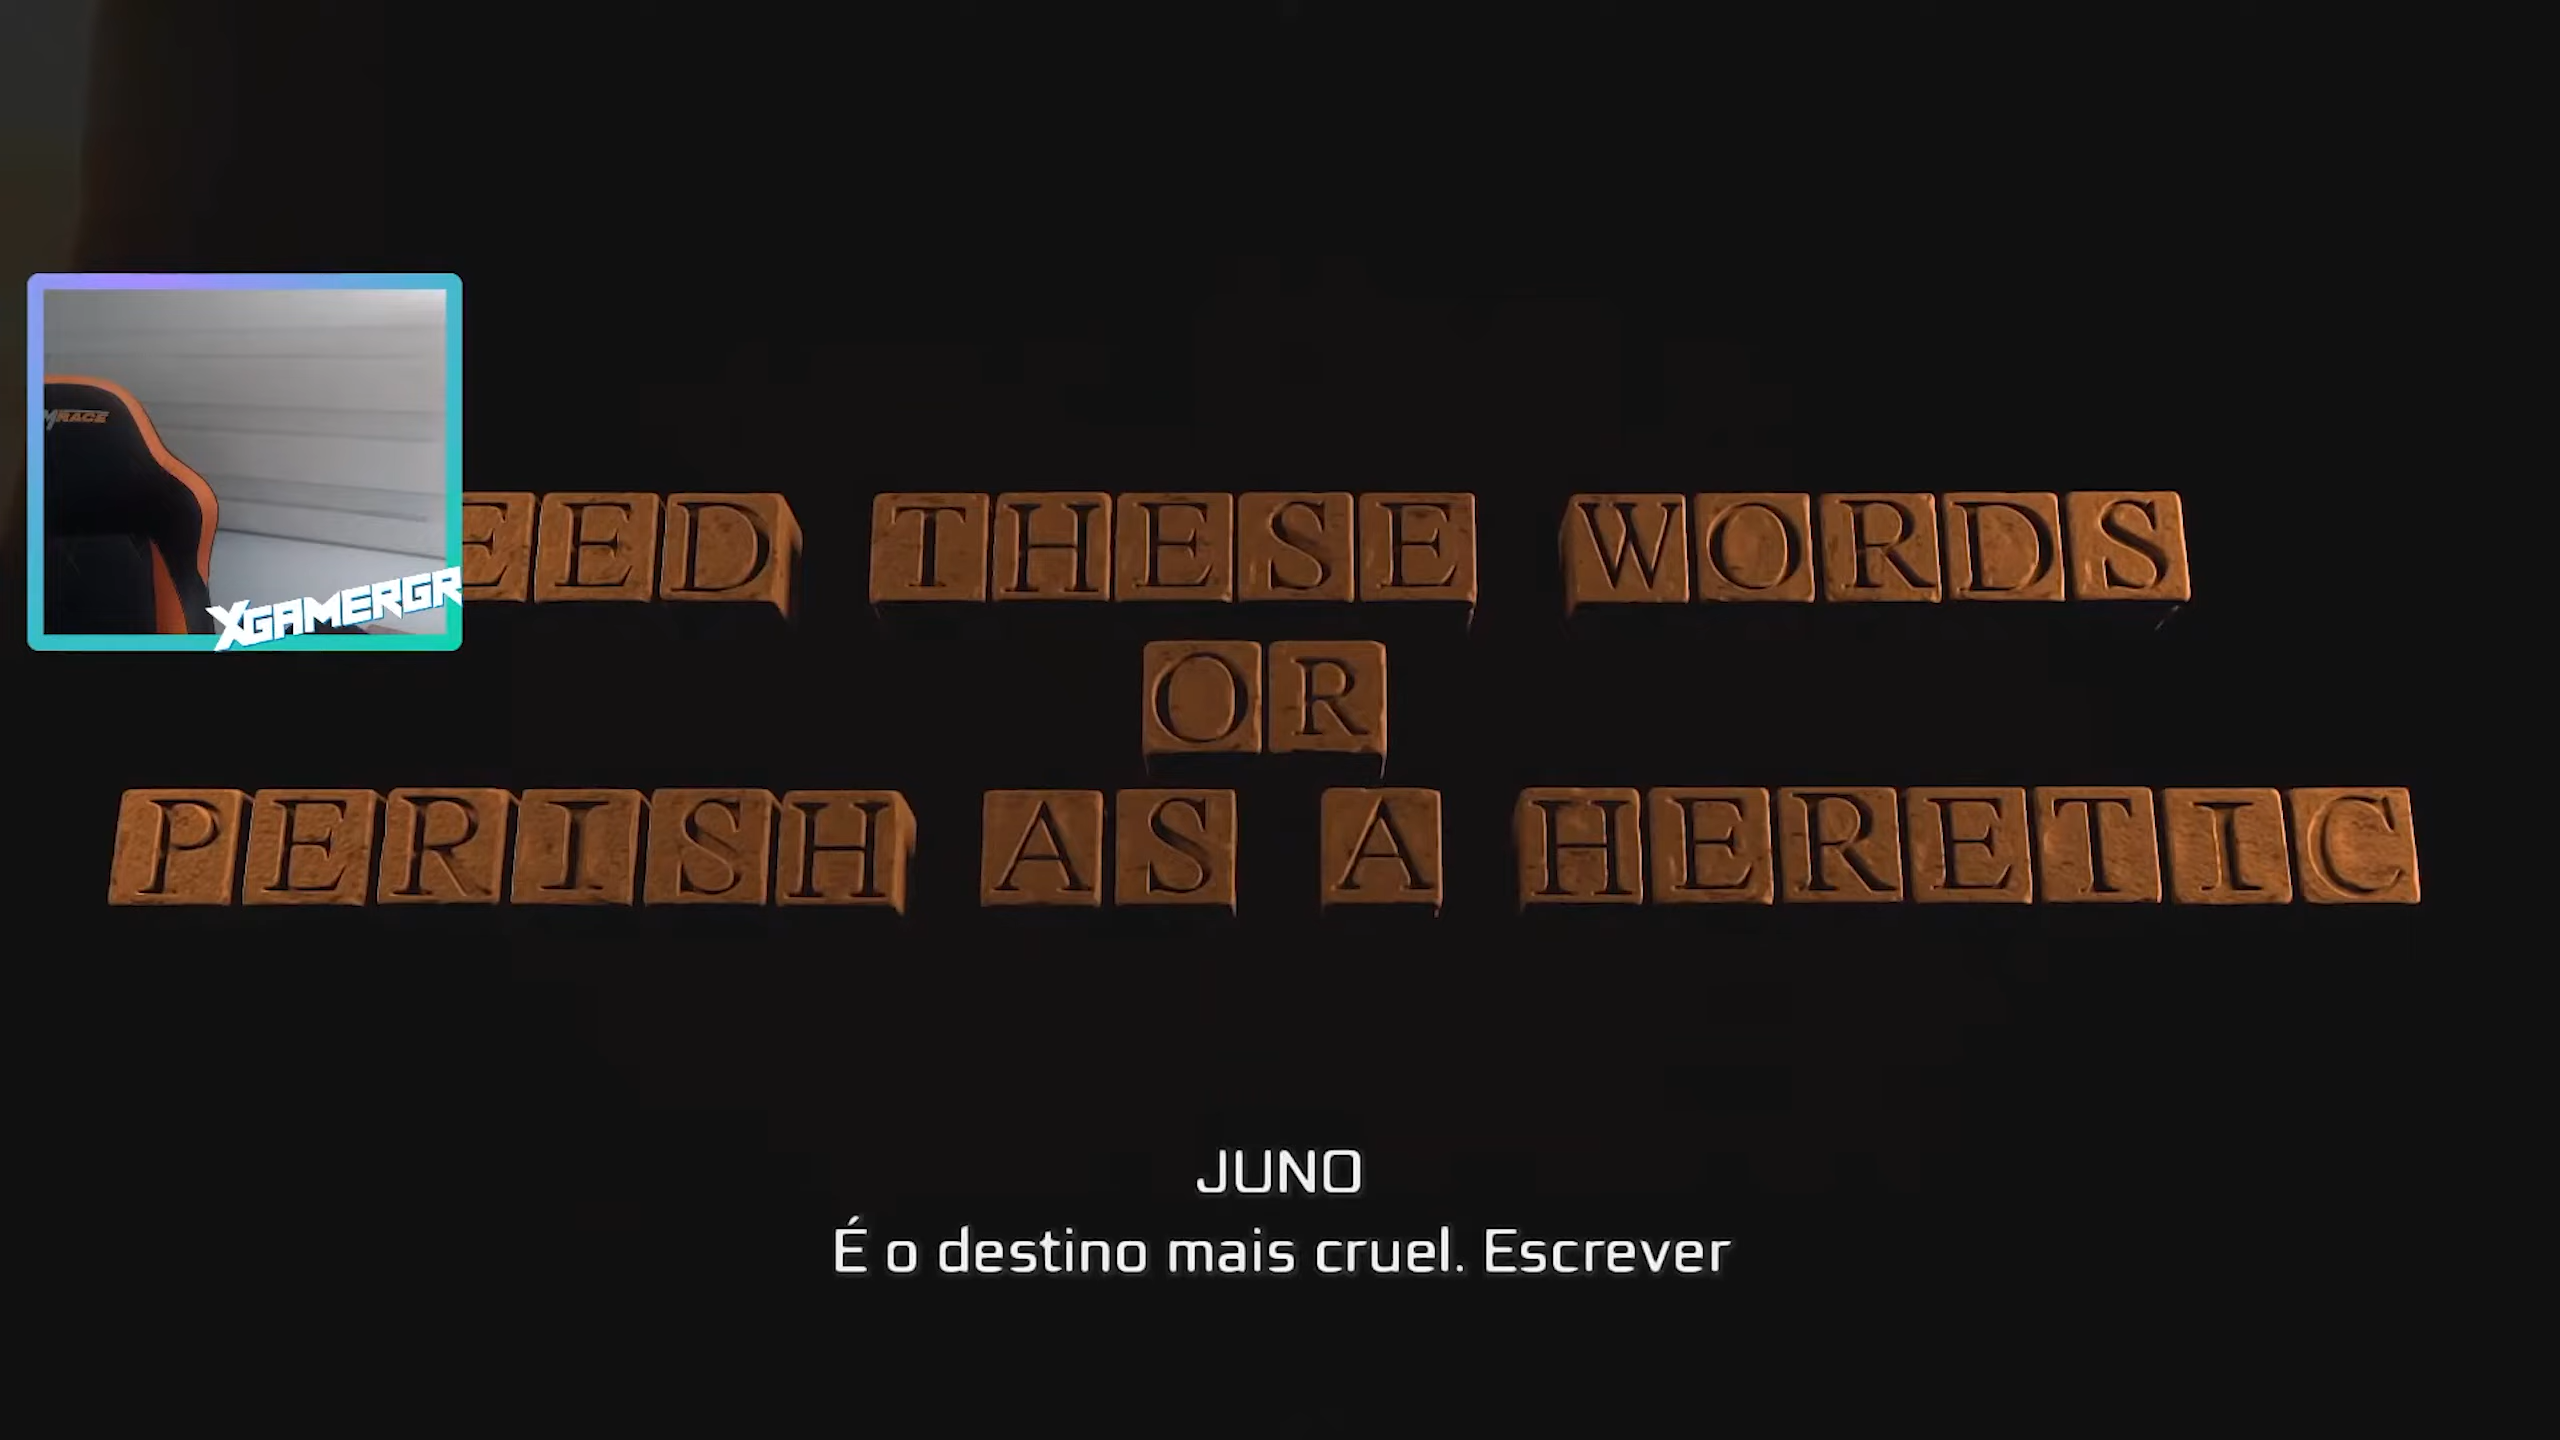 EED THESE WORDS
OR
PERISH AS A HERETIC
XGAMERGR
JUNO
É o destino mais cruel. Escrever